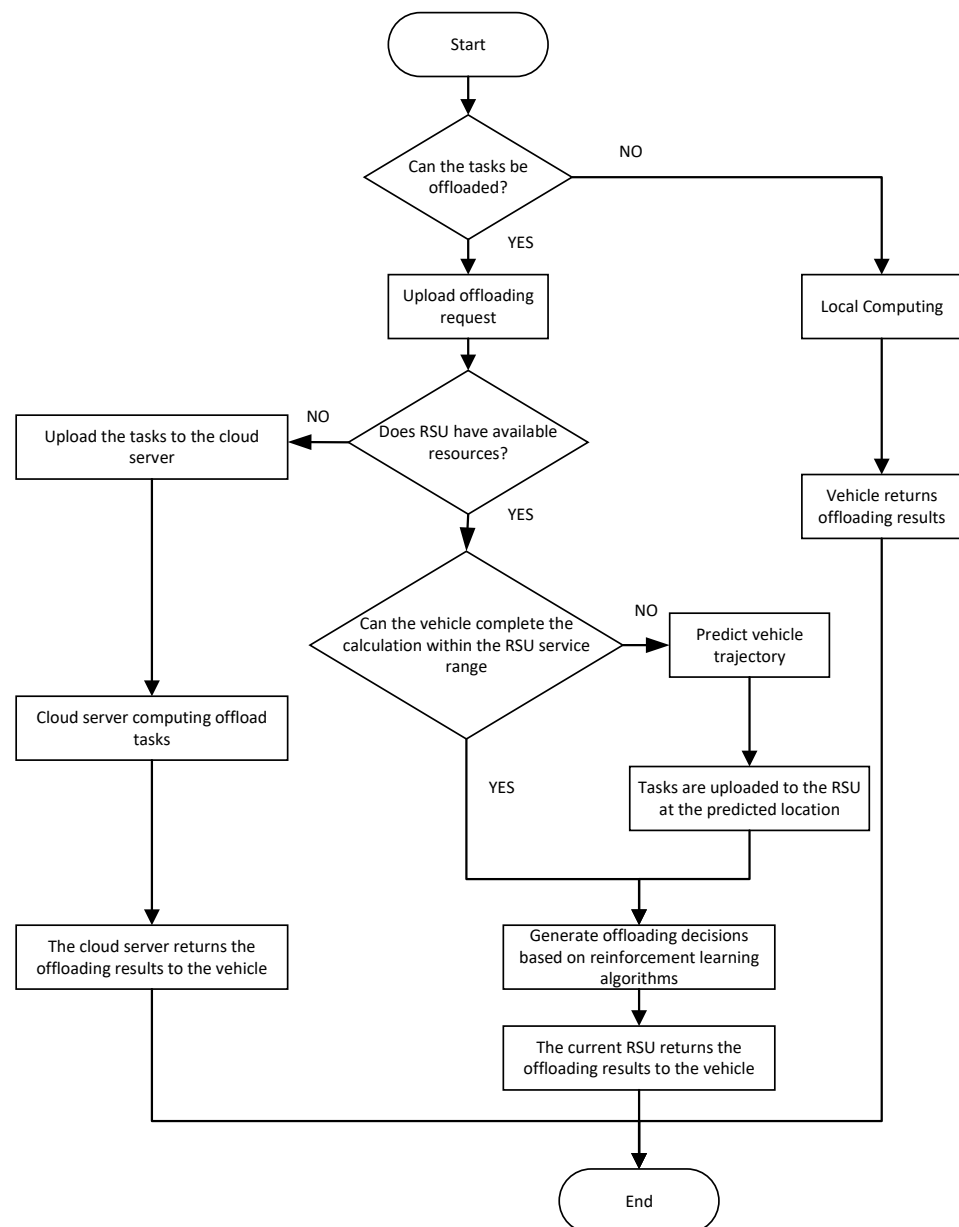 Start
Can the tasks be
offloaded?
NO
YES
Upload offloading
request
Local Computing
Does RSU have available
resources?
NO
Upload the tasks to the cloud
server
YES
Vehicle returns
offloading results
Can the vehicle complete the
calculation within the RSU service
range
NO
Predict vehicle
trajectory
Cloud server computing offload
tasks
YES
Tasks are uploaded to the RSU
at the predicted location
The cloud server returns the
offloading results to the vehicle
Generate offloading decisions
based on reinforcement learning
algorithms
The current RSU returns the
offloading results to the vehicle
End